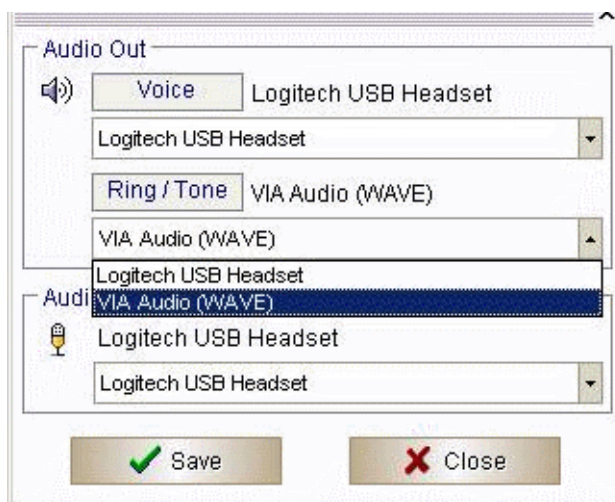 Audio Out
Voice Logitech USB Headset
Logitech USB Headset
Ring / Tone VIA Audio (WAVE)
VIA Audio (WAVE)
Logitech USB Headset
Audi VIA Audio (WAVE)
Logitech USB Headset
Logitech USB Headset
Save Close